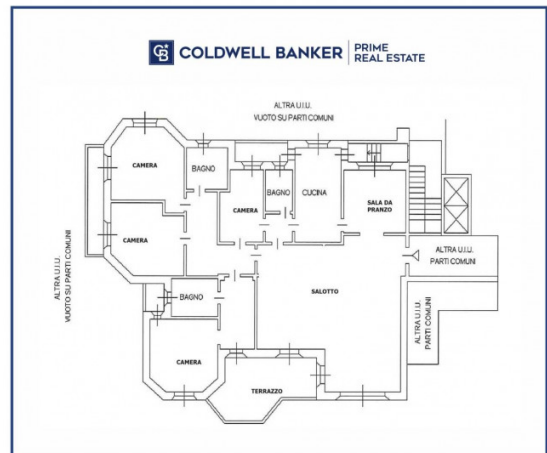 CB
COLDWELL BANKER
PRIME
REAL ESTATE
ALTRA U.I.U.
VUOTO SU PARTI COMUNI
CAMERA
BAGNO
CAMERA
BAGNO
CUCINA
SALA DA
PRANZO
CAMERA
ALTRA U.I.U.
PARTI COMUNI
ALTRA U.I.U.
VUOTO SU PARTI COMUNI
BAGNO
SALOTTO
ALTRA U.I.U.
PARTI COMUNI
CAMERA
TERRAZZO